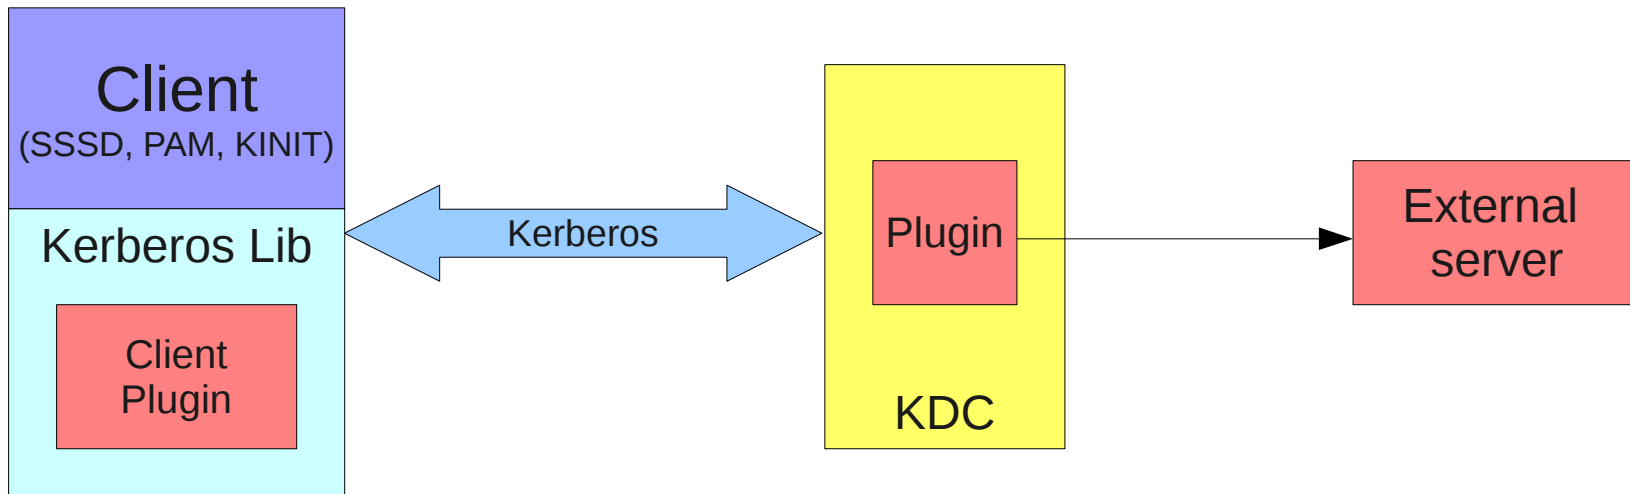 Client
(SSSD, PAM, KINIT)
Kerberos Lib
Client
Plugin
Kerberos
Plugin
KDC
External
server